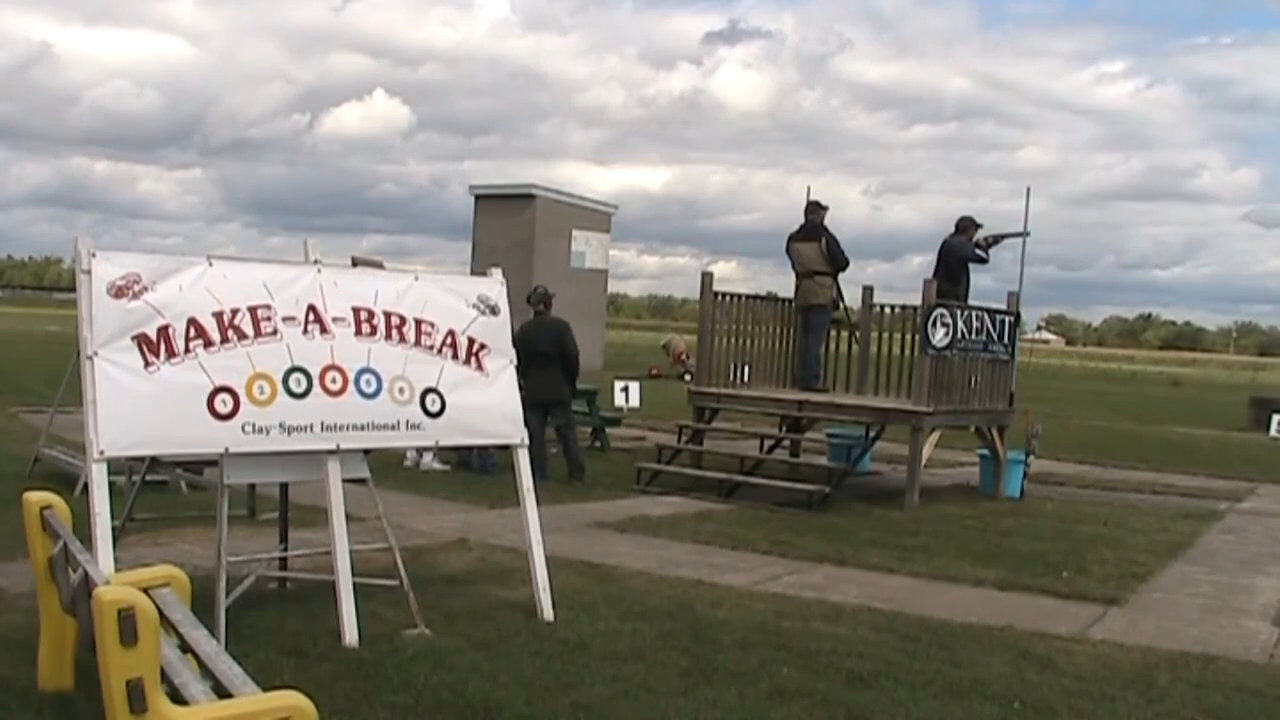 MAKE-A-BREAK
1 2 3 4 5 6 7
Clay-Sport International Inc.
1
KENT